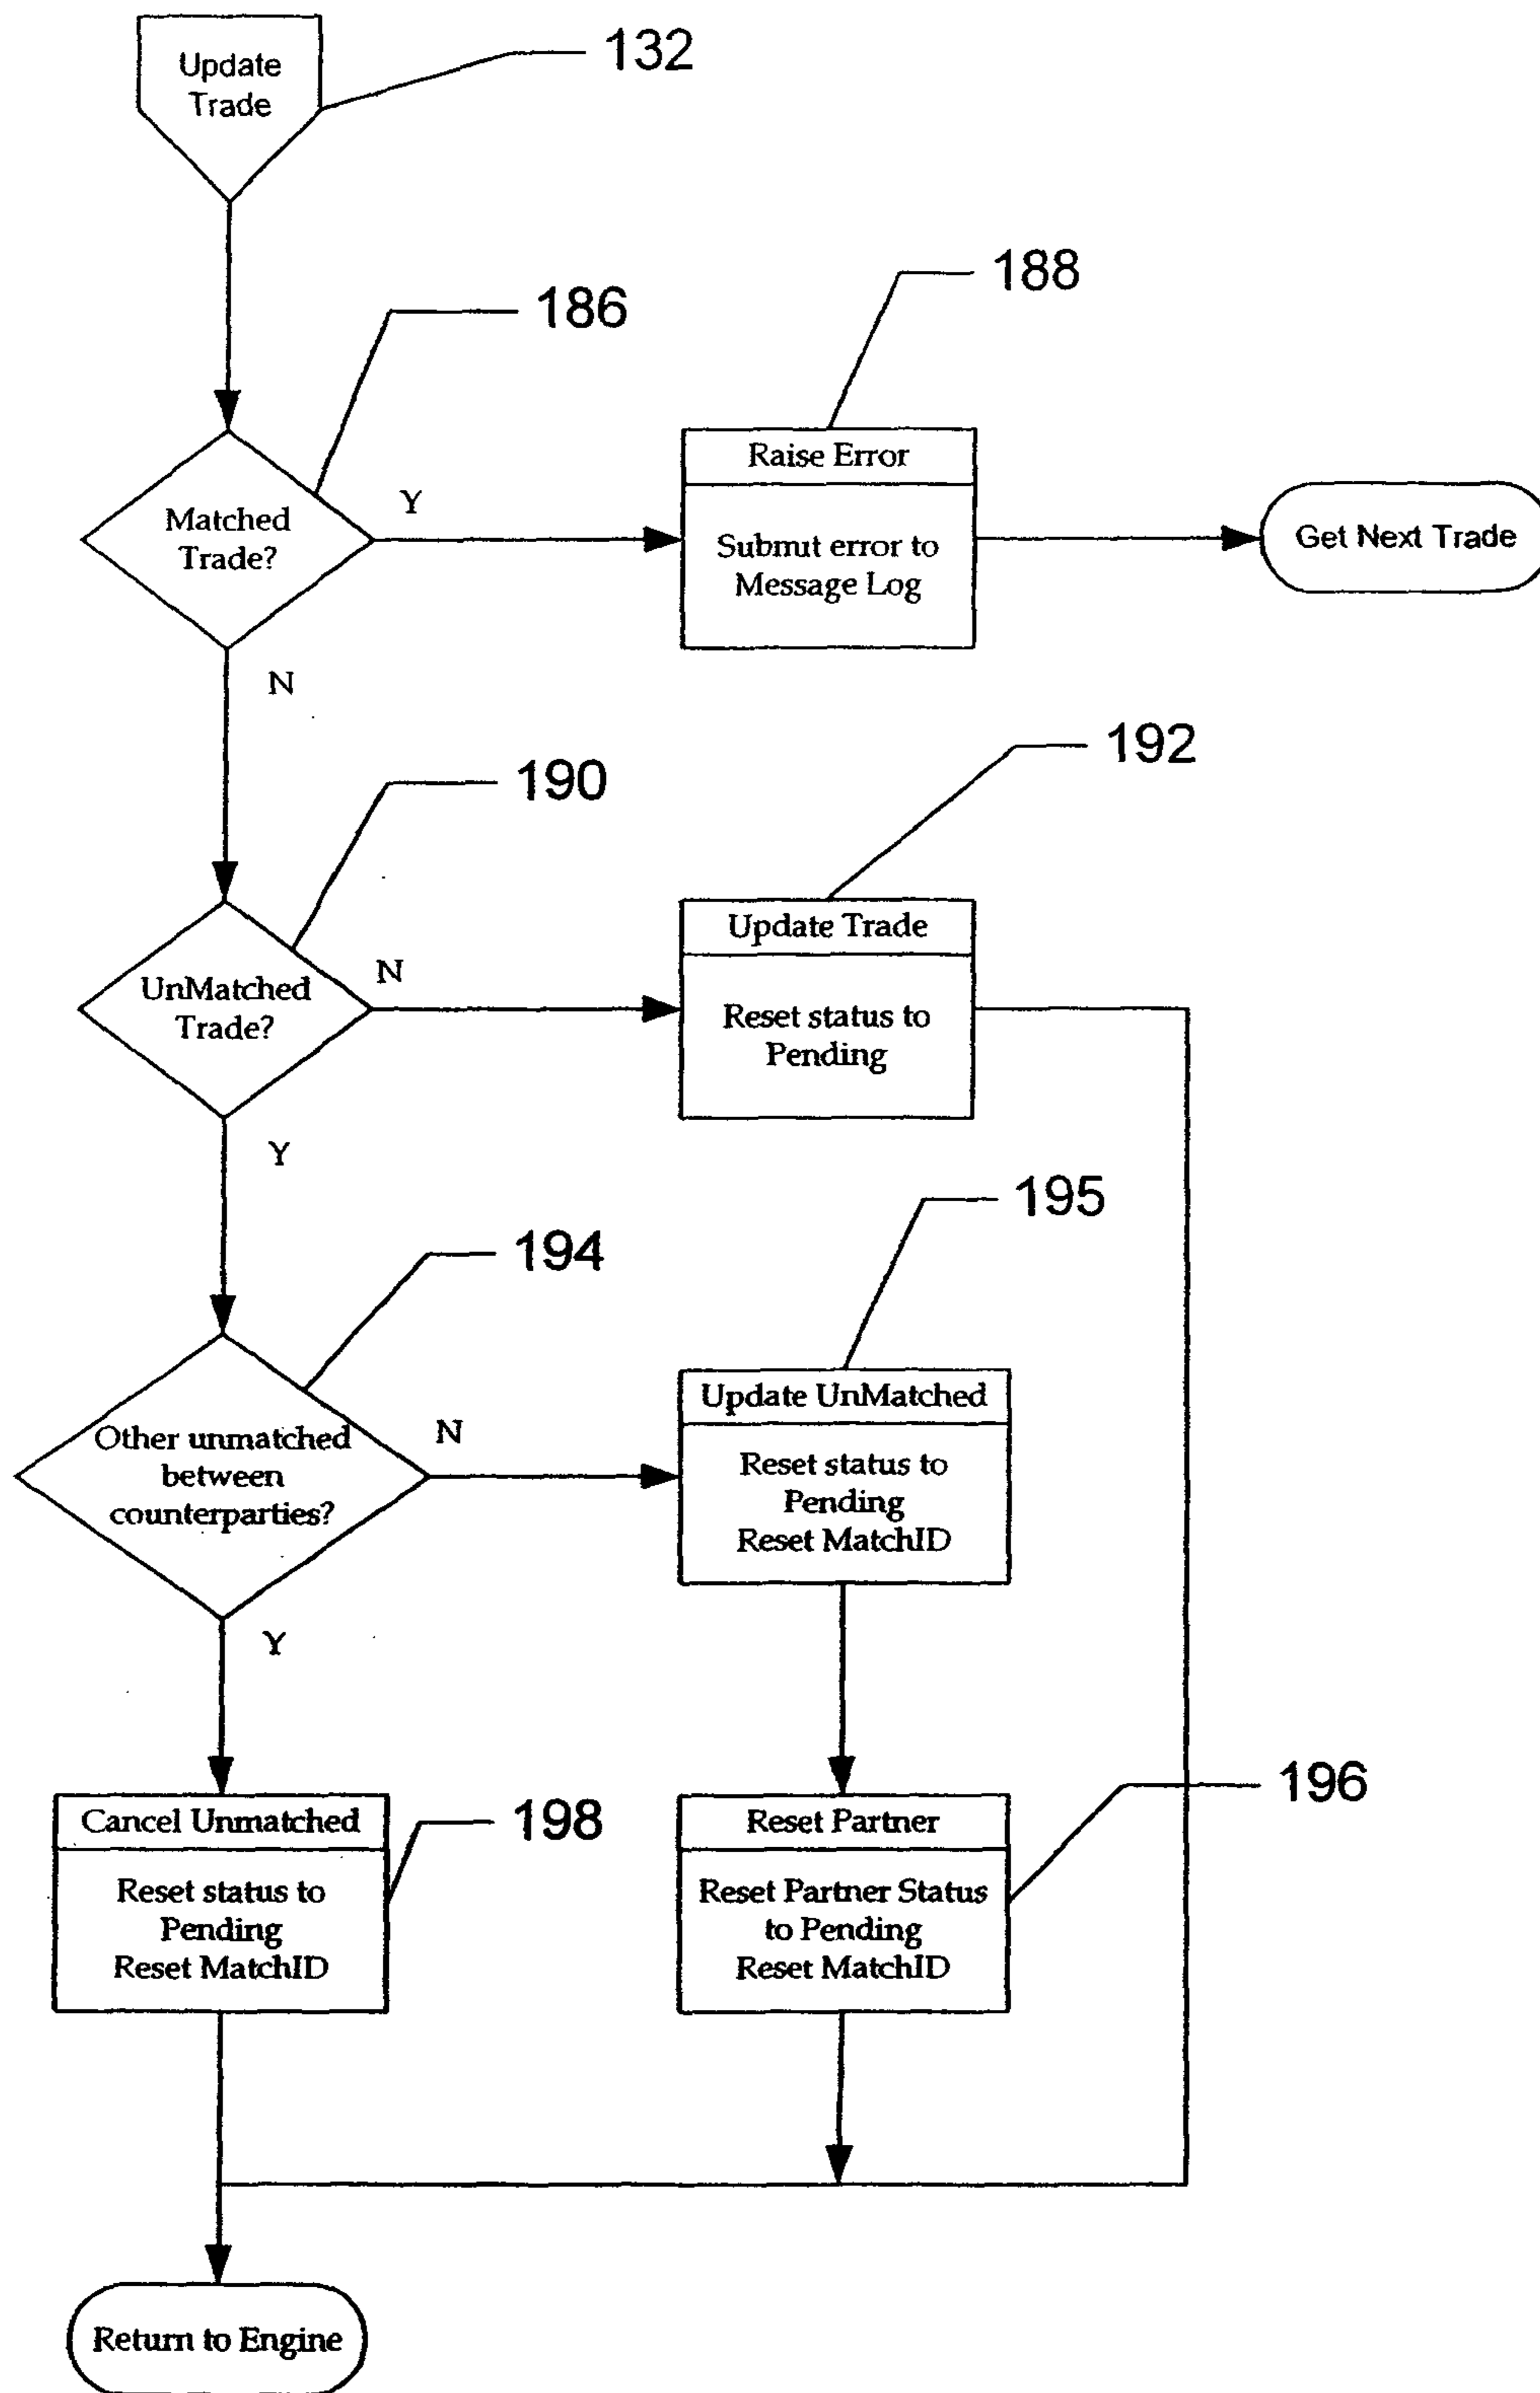 Update
Trade
132
186
188
Matched
Trade?
Y
Raise Error
Submit error to
Message Log
Get Next Trade
N
190
192
UnMatched
Trade?
N
Update Trade
Reset status to
Pending
Y
194
195
Other unmatched
between
counterparties?
N
Update UnMatched
Reset status to
Pending
Reset MatchID
Y
Cancel Unmatched
Reset status to
Pending
Reset MatchID
198
Reset Partner
Reset Partner Status
to Pending
Reset MatchID
196
Return to Engine